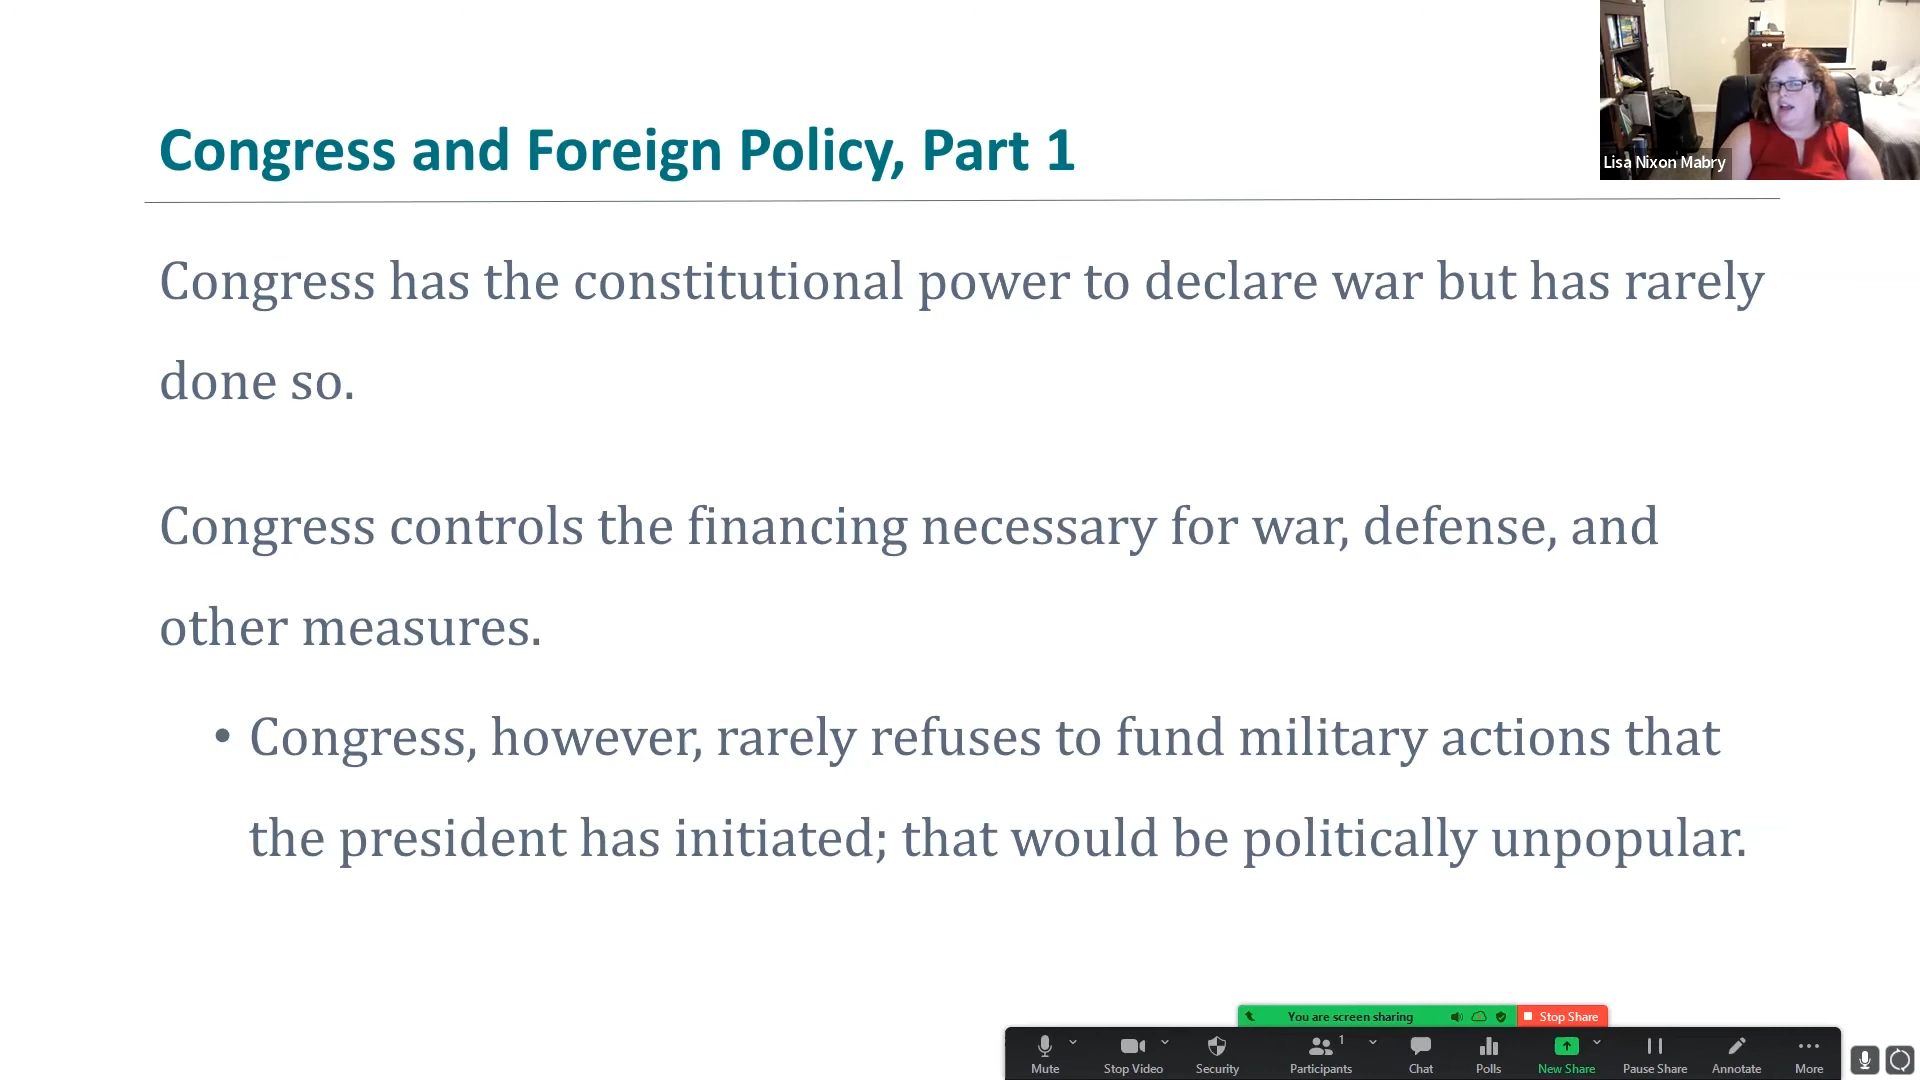 Lisa Nixon Mabry
Congress and Foreign Policy, Part 1
Congress has the constitutional power to declare war but has rarely
done so.
Congress controls the financing necessary for war, defense, and
other measures.
• Congress, however, rarely refuses to fund military actions that
the president has initiated; that would be politically unpopular.
You are screen sharing
Stop Share
1
Mute
Stop Video
Security
Participants
Chat
Polls
New Share
Pause Share
Annotate
More